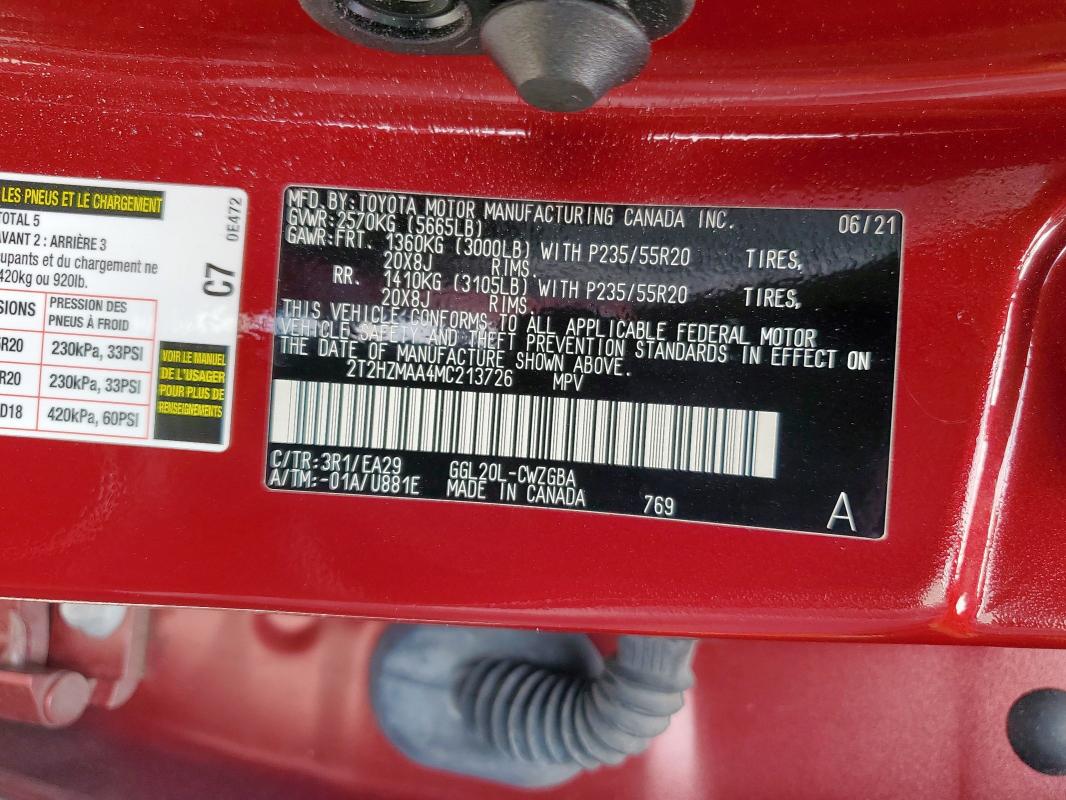 LES PNEUS ET LE CHARGEMENT
TOTAL 5
AVANT 2 : ARRIÈRE 3
cupants et du chargement ne
420kg ou 920lb.
SIONS PRESSION DES PNEUS À FROID
R20 230kPa, 33PSI
R20 230kPa, 33PSI
D18 420kPa, 60PSI
VOIR LE MANUEL
DE L'USAGER
POUR PLUS DE
RENSEIGNEMENTS
0E472
C7
MFD. BY: TOYOTA MOTOR MANUFACTURING CANADA INC. 06/21
GVWR: 2570KG (5665LB)
GAWR: FRT. 1360KG (3000LB) WITH P235/55R20 TIRES,
20X8J RIMS.
RR. 1410KG (3105LB) WITH P235/55R20 TIRES,
20X8J RIMS.
THIS VEHICLE CONFORMS TO ALL APPLICABLE FEDERAL MOTOR
VEHICLE SAFETY AND THEFT PREVENTION STANDARDS IN EFFECT ON
THE DATE OF MANUFACTURE SHOWN ABOVE.
2T2HZMAA4MC213726 MPV
C/TR: 3R1/EA29 GGL20L-CWZGBA
A/TM: -01A/U881E MADE IN CANADA 769
A